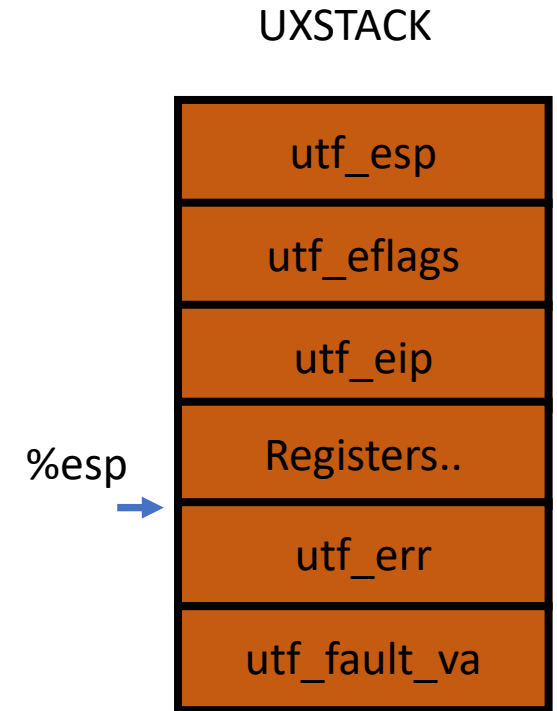 UXSTACK
utf_esp
utf_eflags
utf_eip
Registers..
%esp
utf_err
utf_fault_va